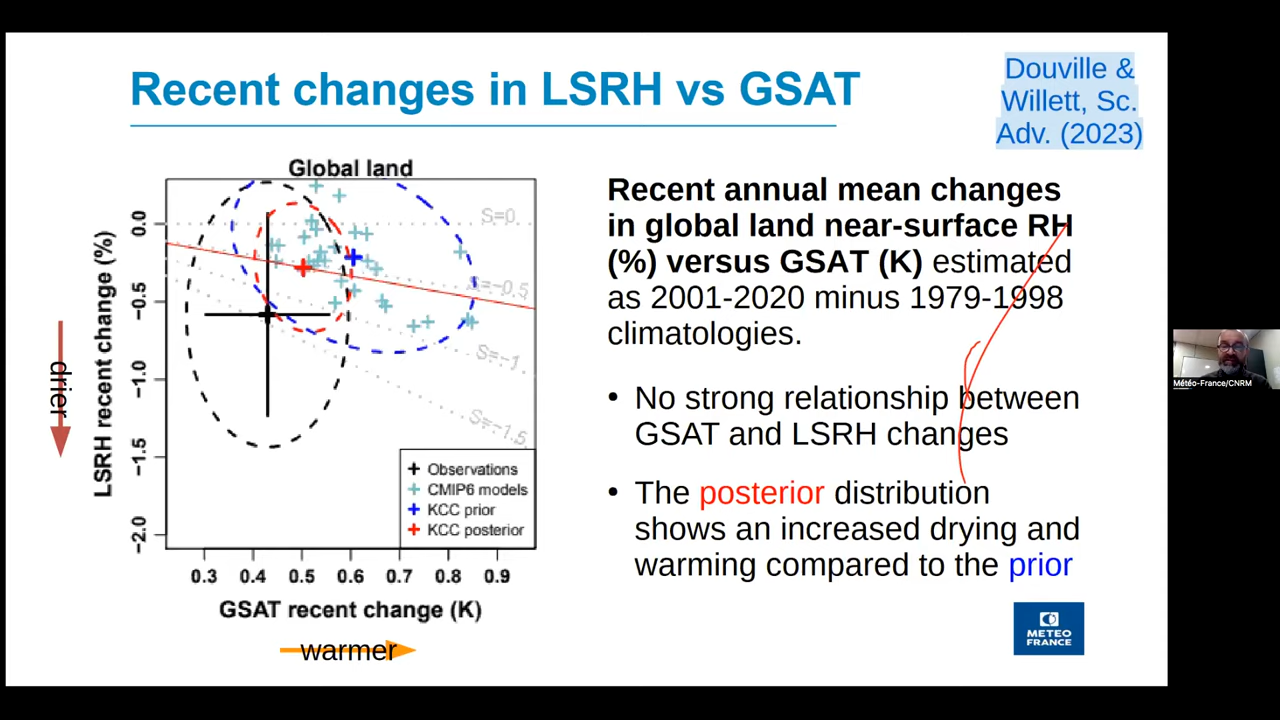 Recent changes in LSRH vs GSAT
Douville &
Willett, Sc.
Adv. (2023)
Global land
LSRH recent change (%)
0.0
−0.5
−1.0
−1.5
−2.0
S=0
S=−0.5
S=−1
S=−1.5
Observations
CMIP6 models
KCC prior
KCC posterior
0.3 0.4 0.5 0.6 0.7 0.8 0.9
GSAT recent change (K)
drier
warmer
Recent annual mean changes
in global land near-surface RH
(%) versus GSAT (K) estimated
as 2001-2020 minus 1979-1998
climatologies.
• No strong relationship between
GSAT and LSRH changes
• The posterior distribution
shows an increased drying and
warming compared to the prior
METEO
FRANCE
Météo-France/CNRM